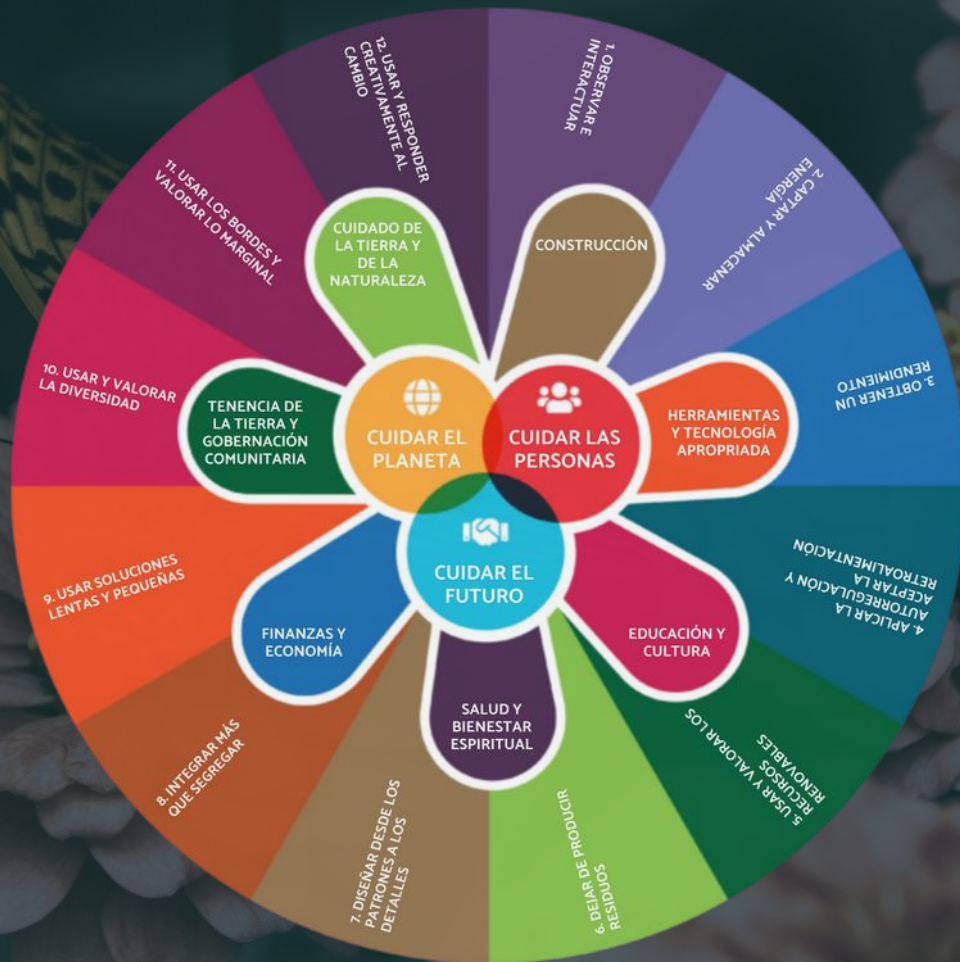 1. OBSERVAR E
INTERACTUAR
2. CAPTAR Y ALMACENAR
ENERGÍA
3. OBTENER UN
RENDIMIENTO
4. APLICAR LA
AUTORREGULACIÓN Y
ACEPTAR LA
RETROALIMENTACIÓN
5. USAR Y VALORAR LOS
RECURSOS
RENOVABLES
6. DEJAR DE PRODUCIR
RESIDUOS
7. DISEÑAR DESDE LOS
PATRONES A LOS
DETALLES
8. INTEGRAR MÁS
QUE SEGREGAR
9. USAR SOLUCIONES
LENTAS Y PEQUEÑAS
10. USAR Y VALORAR
LA DIVERSIDAD
11. USAR LOS BORDES Y
VALORAR LO MARGINAL
12. USAR Y RESPONDER
CREATIVAMENTE AL
CAMBIO
CUIDADO DE
LA TIERRA Y
DE LA
NATURALEZA
CONSTRUCCIÓN
HERRAMIENTAS
Y TECNOLOGÍA
APROPIADA
EDUCACIÓN Y
CULTURA
SALUD Y
BIENESTAR
ESPIRITUAL
FINANZAS Y
ECONOMÍA
TENENCIA DE
LA TIERRA Y
GOBERNACIÓN
COMUNITARIA
CUIDAR EL
PLANETA
CUIDAR LAS
PERSONAS
CUIDAR EL
FUTURO